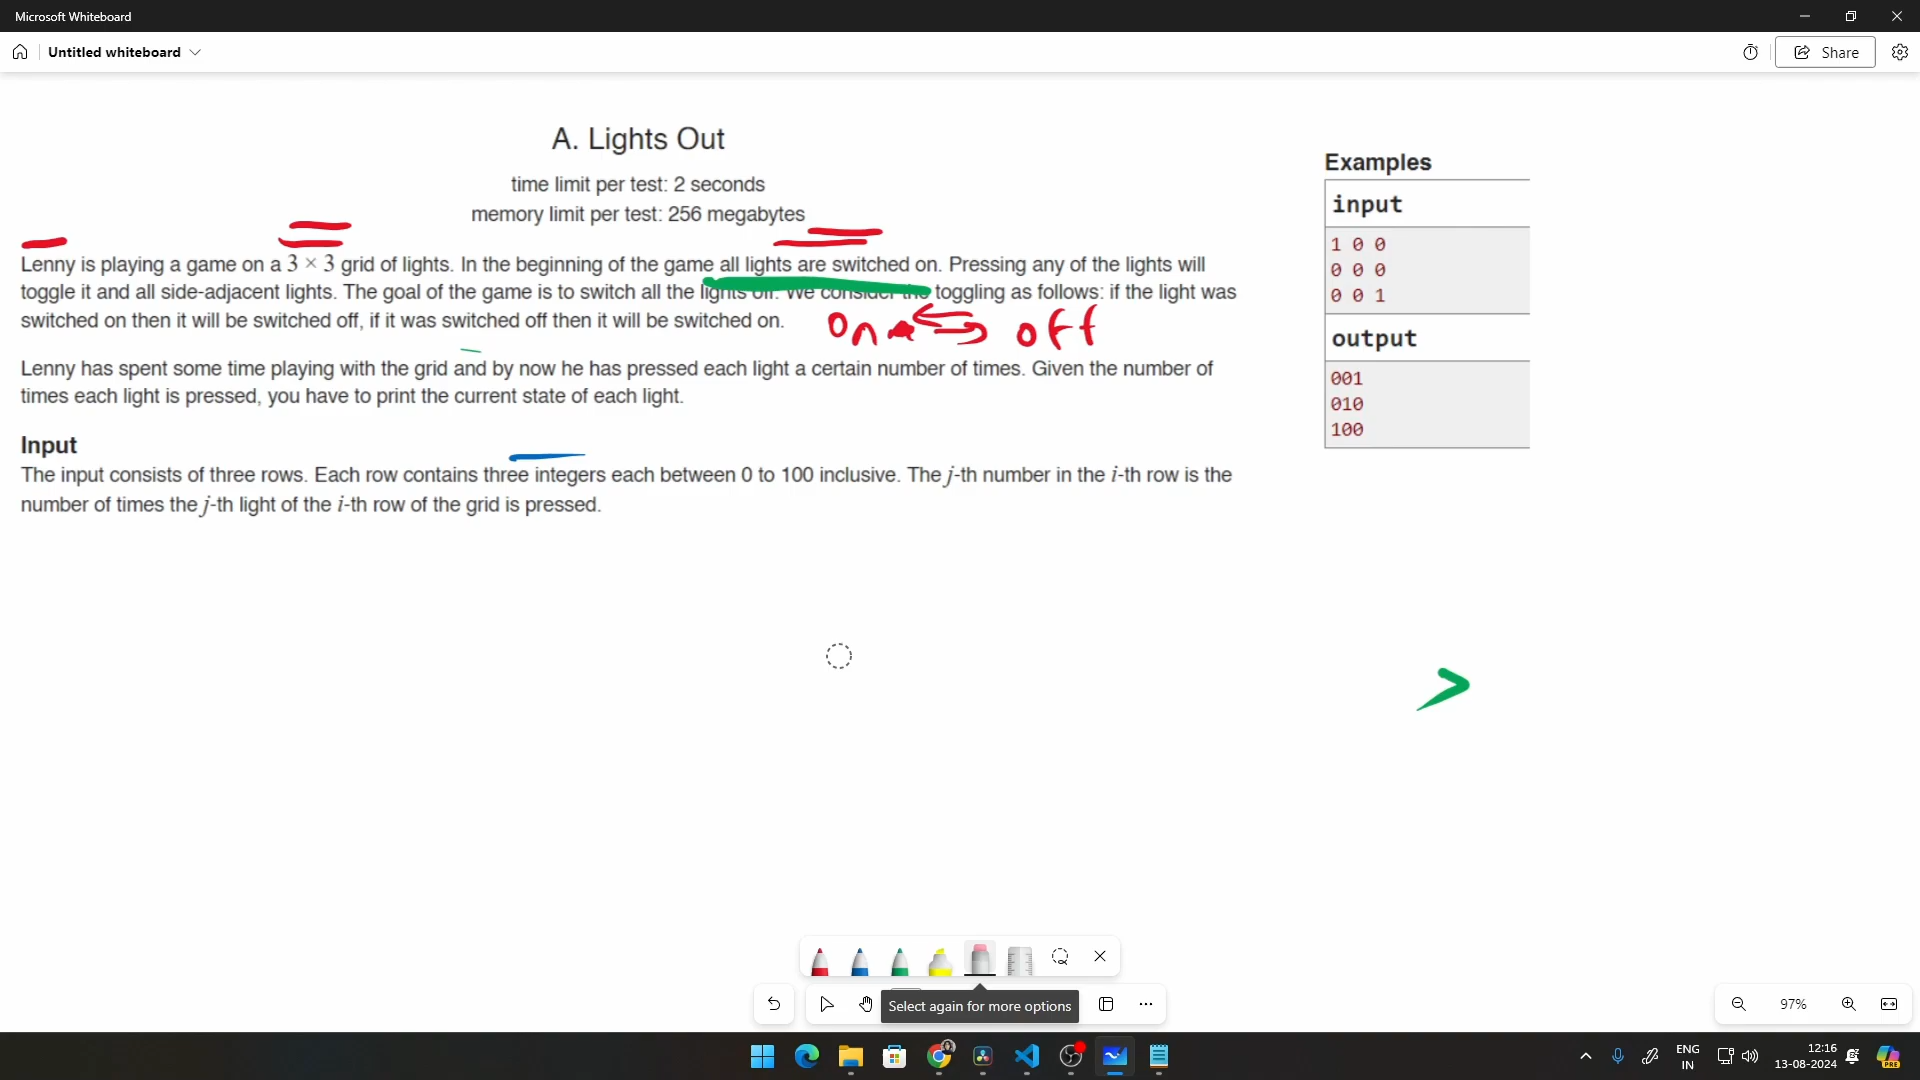 Microsoft Whiteboard
Untitled whiteboard
Share
A. Lights Out
time limit per test: 2 seconds
memory limit per test: 256 megabytes
Lenny is playing a game on a 3 × 3 grid of lights. In the beginning of the game all lights are switched on. Pressing any of the lights will
toggle it and all side-adjacent lights. The goal of the game is to switch all the lights off. We consider the toggling as follows: if the light was
switched on then it will be switched off, if it was switched off then it will be switched on.
on off
Lenny has spent some time playing with the grid and by now he has pressed each light a certain number of times. Given the number of
times each light is pressed, you have to print the current state of each light.
Input
The input consists of three rows. Each row contains three integers each between 0 to 100 inclusive. The j-th number in the i-th row is the
number of times the j-th light of the i-th row of the grid is pressed.
Examples
input
1 0 0
0 0 0
0 0 1
output
001
010
100
>
Select again for more options
97%
ENG
IN
12:16
13-08-2024
PRE